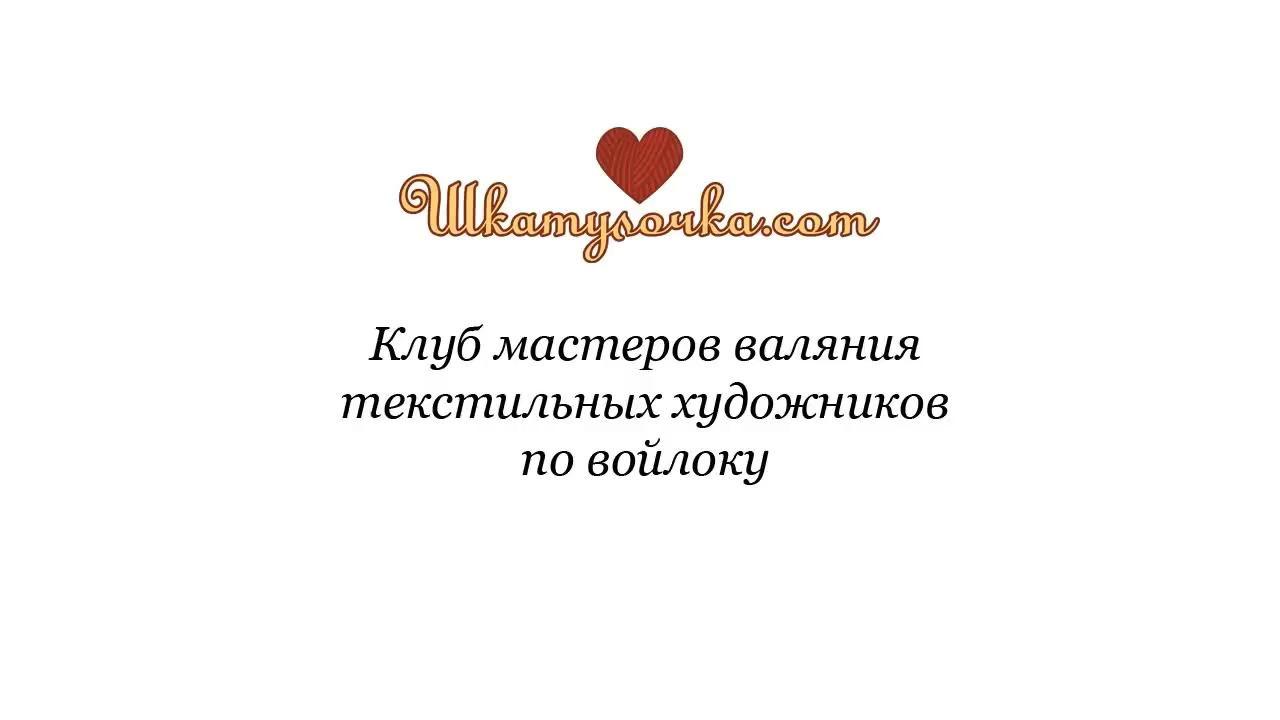 Шкатулочка.com
Клуб мастеров валяния
текстильных художников
по войлоку